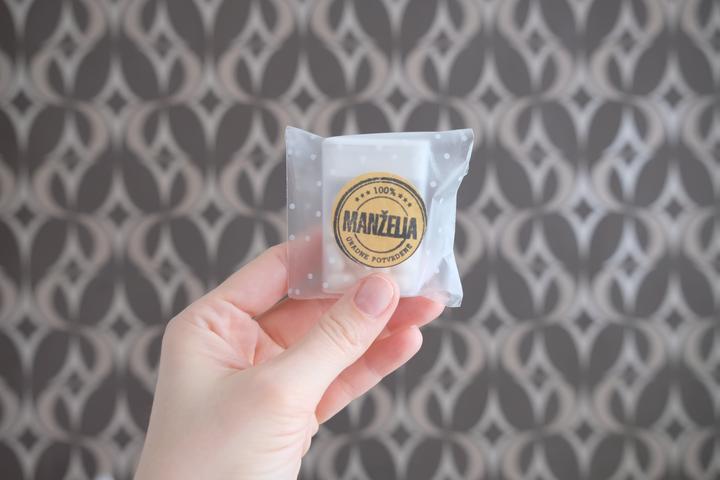 100%
MANŽELIA
ÚRADNE POTVRDENÉ